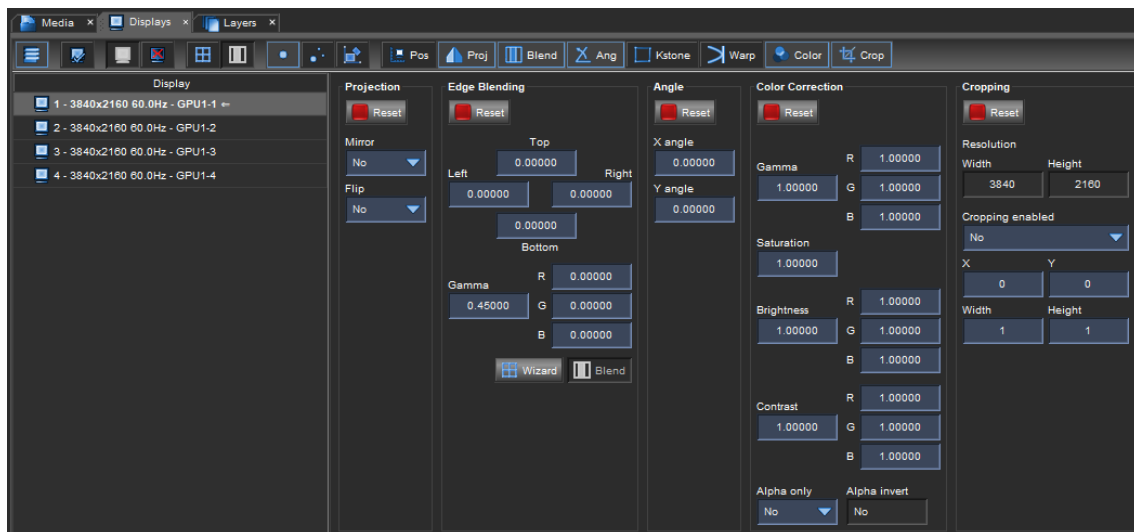 Media × Displays × Layers ×
Pos Proj Blend Ang Kstone Warp Color Crop
Display
1 - 3840x2160 60.0Hz - GPU1-1 ⇐
2 - 3840x2160 60.0Hz - GPU1-2
3 - 3840x2160 60.0Hz - GPU1-3
4 - 3840x2160 60.0Hz - GPU1-4
Projection
Reset
Mirror
No
Flip
No
Edge Blending
Reset
Top
0.00000
Left Right
0.00000 0.00000
0.00000
Bottom
Gamma
0.45000
R 0.00000
G 0.00000
B 0.00000
Wizard Blend
Angle
Reset
X angle
0.00000
Y angle
0.00000
Color Correction
Reset
Gamma
1.00000
R 1.00000
G 1.00000
B 1.00000
Saturation
1.00000
Brightness
1.00000
R 1.00000
G 1.00000
B 1.00000
Contrast
1.00000
R 1.00000
G 1.00000
B 1.00000
Alpha only Alpha invert
No No
Cropping
Reset
Resolution
Width Height
3840 2160
Cropping enabled
No
X Y
0 0
Width Height
1 1